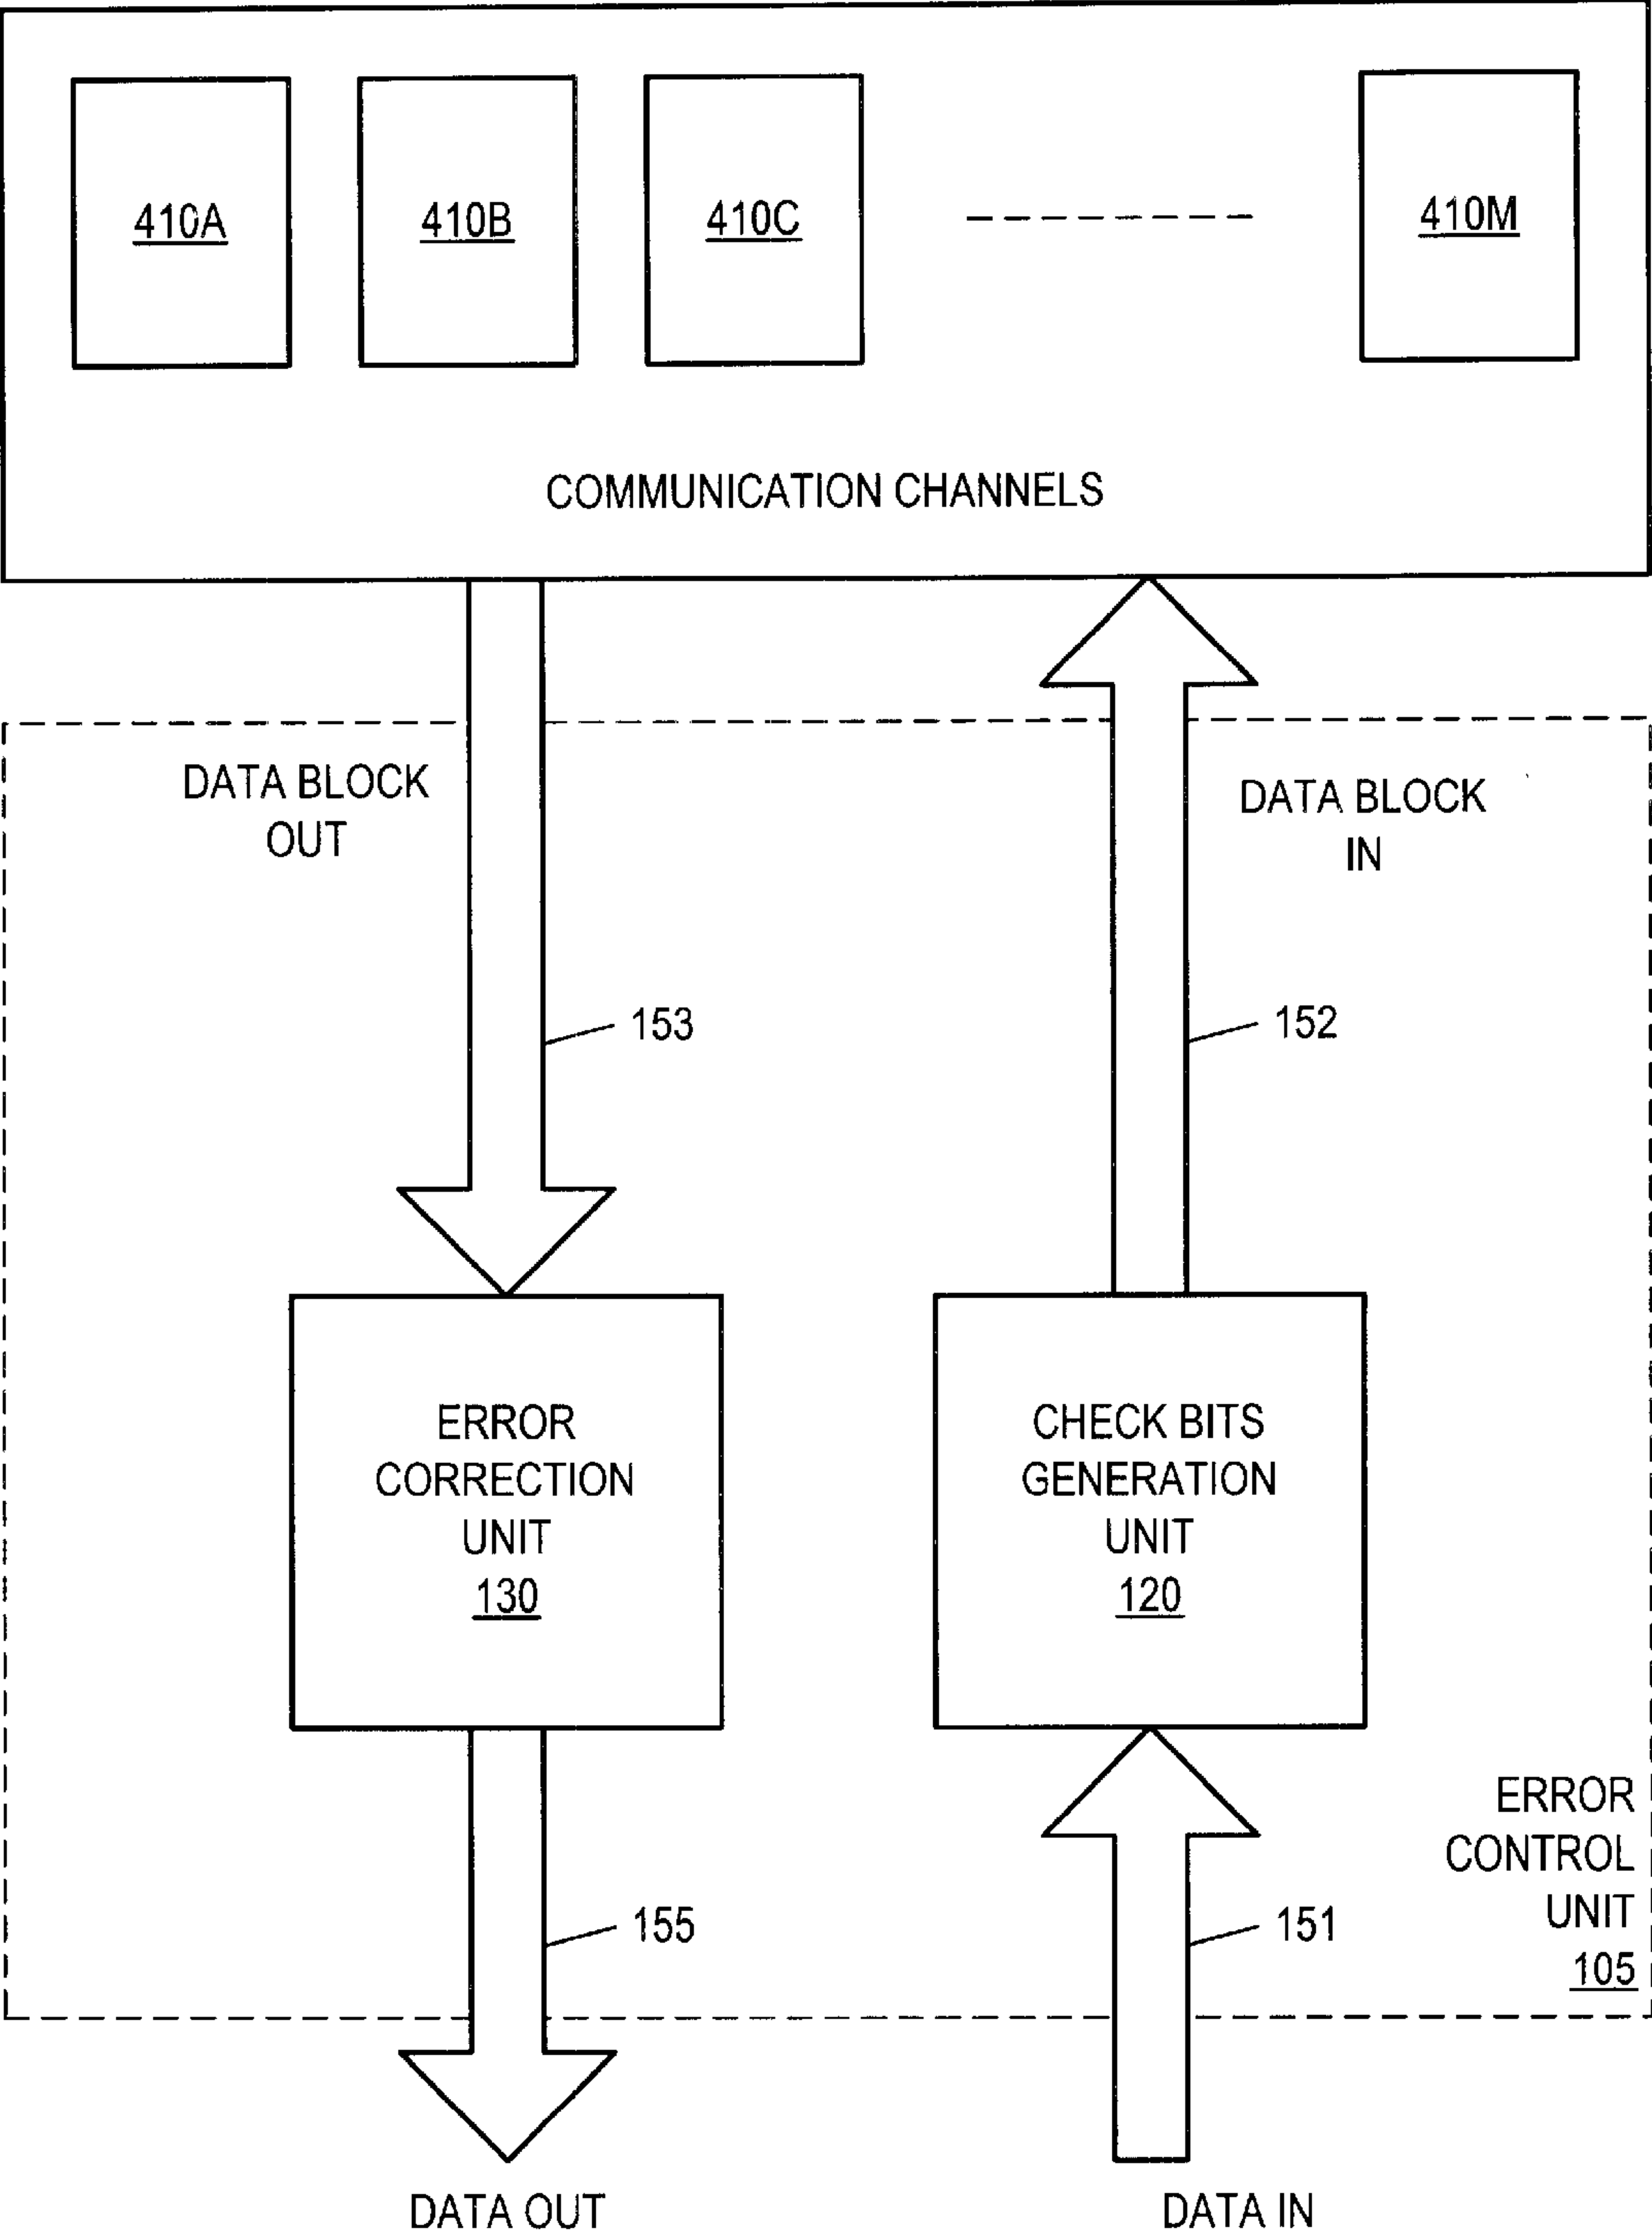 410A 410B 410C 410M
COMMUNICATION CHANNELS
DATA BLOCK
OUT
DATA BLOCK
IN
153
152
ERROR
CORRECTION
UNIT
130
CHECK BITS
GENERATION
UNIT
120
ERROR
CONTROL
UNIT
105
155
151
DATA OUT
DATA IN